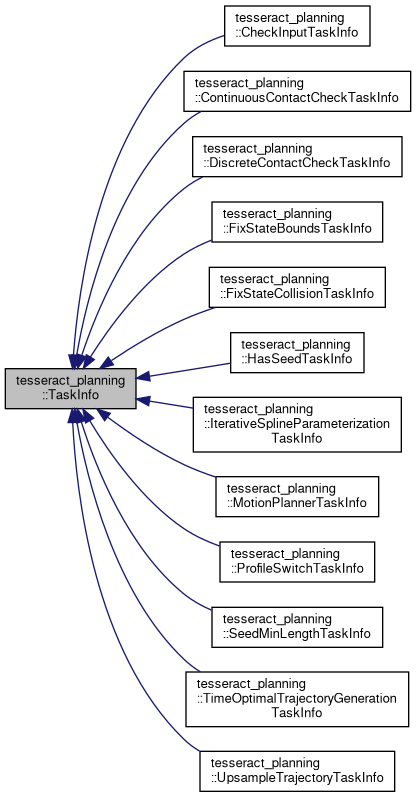 tesseract_planning
::CheckInputTaskInfo
tesseract_planning
::ContinuousContactCheckTaskInfo
tesseract_planning
::DiscreteContactCheckTaskInfo
tesseract_planning
::FixStateBoundsTaskInfo
tesseract_planning
::FixStateCollisionTaskInfo
tesseract_planning
::HasSeedTaskInfo
tesseract_planning
::TaskInfo
tesseract_planning
::IterativeSplineParameterization
TaskInfo
tesseract_planning
::MotionPlannerTaskInfo
tesseract_planning
::ProfileSwitchTaskInfo
tesseract_planning
::SeedMinLengthTaskInfo
tesseract_planning
::TimeOptimalTrajectoryGeneration
TaskInfo
tesseract_planning
::UpsampleTrajectoryTaskInfo